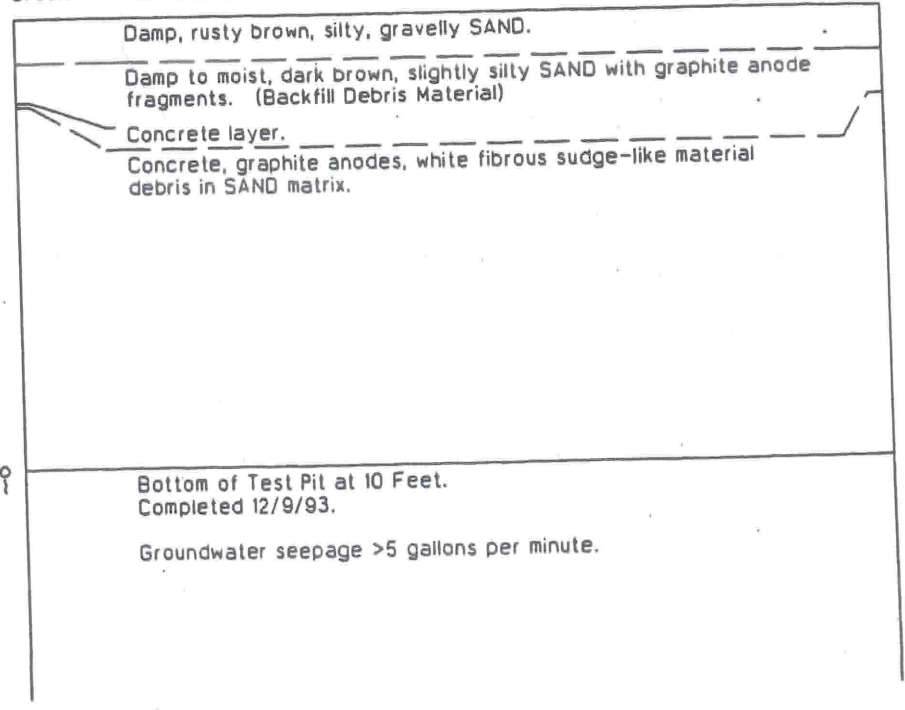 Damp, rusty brown, silty, gravelly SAND.
Damp to moist, dark brown, slightly silty SAND with graphite anode
fragments. (Backfill Debris Material)
Concrete layer.
Concrete, graphite anodes, white fibrous sudge-like material
debris in SAND matrix.
Bottom of Test Pit at 10 Feet.
Completed 12/9/93.
Groundwater seepage >5 gallons per minute.